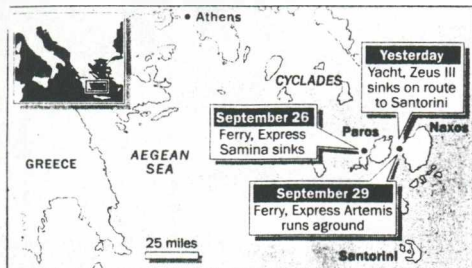 Athens
Yesterday
Yacht, Zeus III
sinks on route
to Santorini
CYCLADES
September 26
Ferry, Express
Samina sinks
Paros
Naxos
GREECE
AEGEAN
SEA
September 29
Ferry, Express Artemis
runs aground
25 miles
Santorini